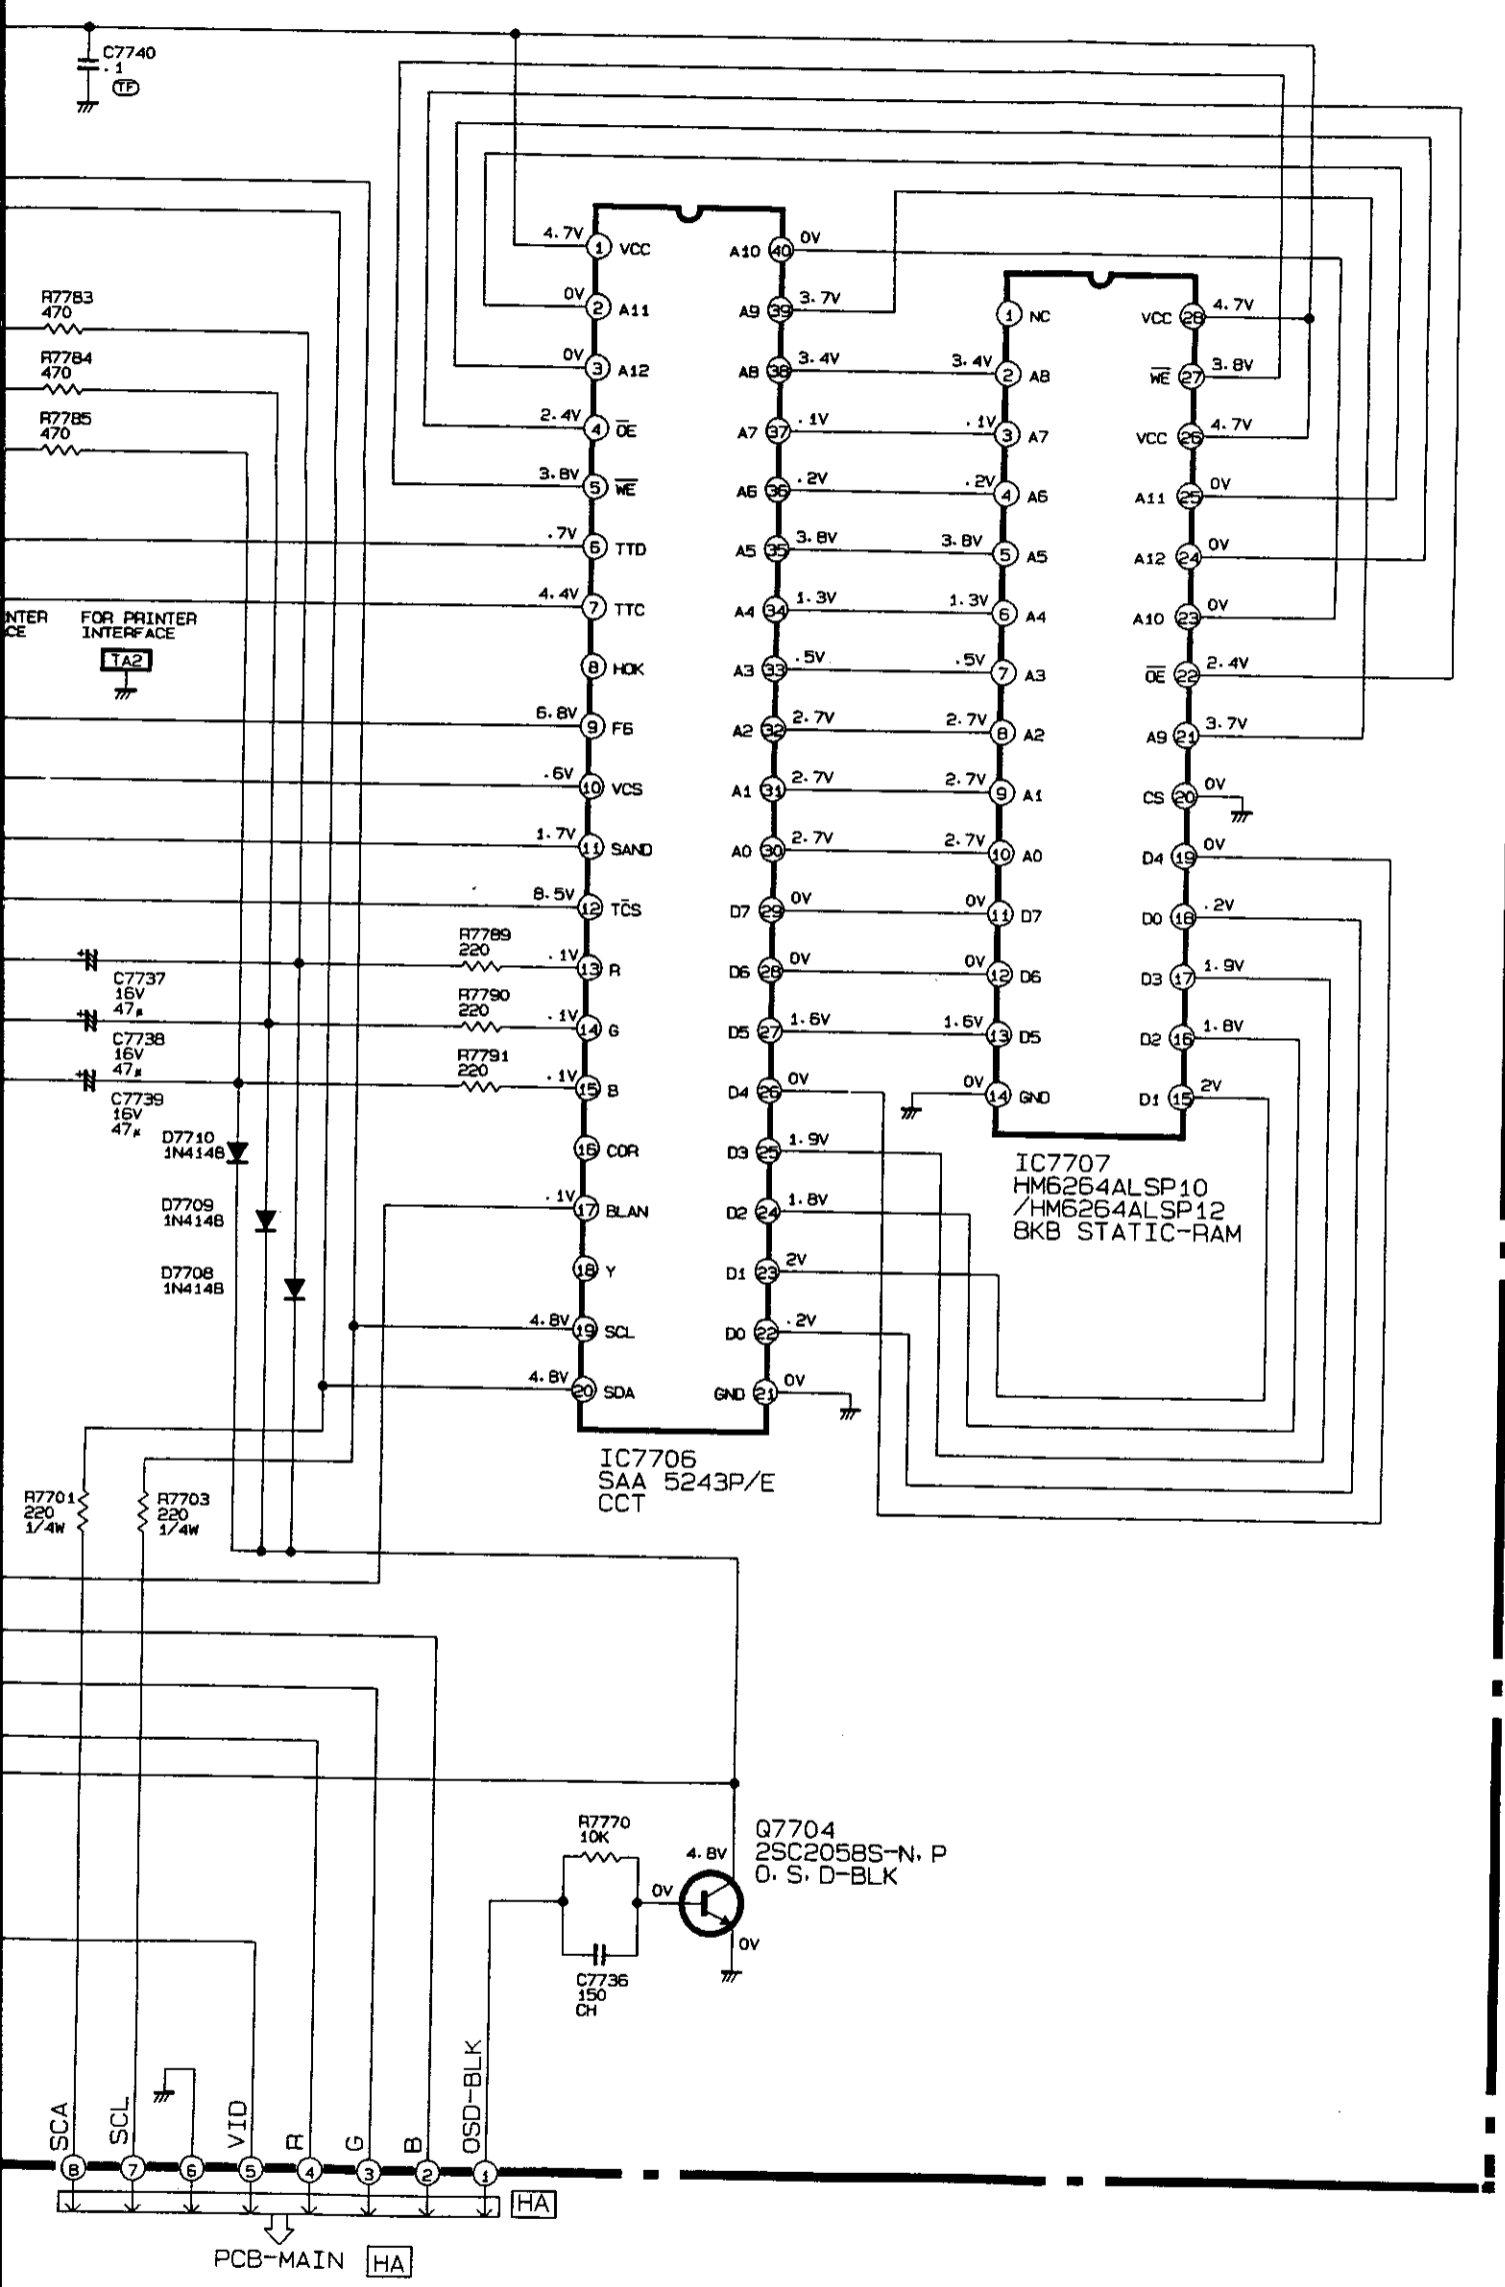 C7740
.1
TF
R7783
470
R7784
470
R7785
470
NTER
CE
FOR PRINTER
INTERFACE
TA2
4.7V 1 VCC
0V 2 A11
0V 3 A12
2.4V 4 OE
3.8V 5 WE
.7V 6 TTD
4.4V 7 TTC
8 HOK
6.8V 9 F6
.6V 10 VCS
1.7V 11 SAND
8.5V 12 TCS
R7789
220
.1V 13 R
R7790
220
.1V 14 G
R7791
220
.1V 15 B
16 COR
.1V 17 BLAN
18 Y
4.8V 19 SCL
4.8V 20 SDA
A10 40 0V
A9 39 3.7V
A8 38 3.4V
A7 37 .1V
A6 36 .2V
A5 35 3.8V
A4 34 1.3V
A3 33 .5V
A2 32 2.7V
A1 31 2.7V
A0 30 2.7V
D7 29 0V
D6 28 0V
D5 27 1.6V
D4 26 0V
D3 25 1.9V
D2 24 1.8V
D1 23 2V
D0 22 .2V
GND 21 0V
IC7706
SAA 5243P/E
CCT
1 NC
3.4V 2 A8
.1V 3 A7
.2V 4 A6
3.8V 5 A5
1.3V 6 A4
.5V 7 A3
2.7V 8 A2
2.7V 9 A1
2.7V 10 A0
0V 11 D7
0V 12 D6
1.6V 13 D5
0V 14 GND
VCC 28 4.7V
WE 27 3.8V
VCC 26 4.7V
A11 25 0V
A12 24 0V
A10 23 0V
OE 22 2.4V
A9 21 3.7V
CS 20 0V
D4 19 0V
D0 18 .2V
D3 17 1.9V
D2 16 1.8V
D1 15 2V
IC7707
HM6264ALSP10
/HM6264ALSP12
8KB STATIC-RAM
+
C7737
16V
47μ
+
C7738
16V
47μ
+
C7739
16V
47μ
D7710
1N4148
D7709
1N4148
D7708
1N4148
R7701
220
1/4W
R7703
220
1/4W
R7770
10K
C7736
150
CH
4.8V
0V
0V
Q7704
2SC2058S-N, P
O, S, D-BLK
SCA
SCL
VID
R
G
B
OSD-BLK
8 7 6 5 4 3 2 1
HA
PCB-MAIN HA